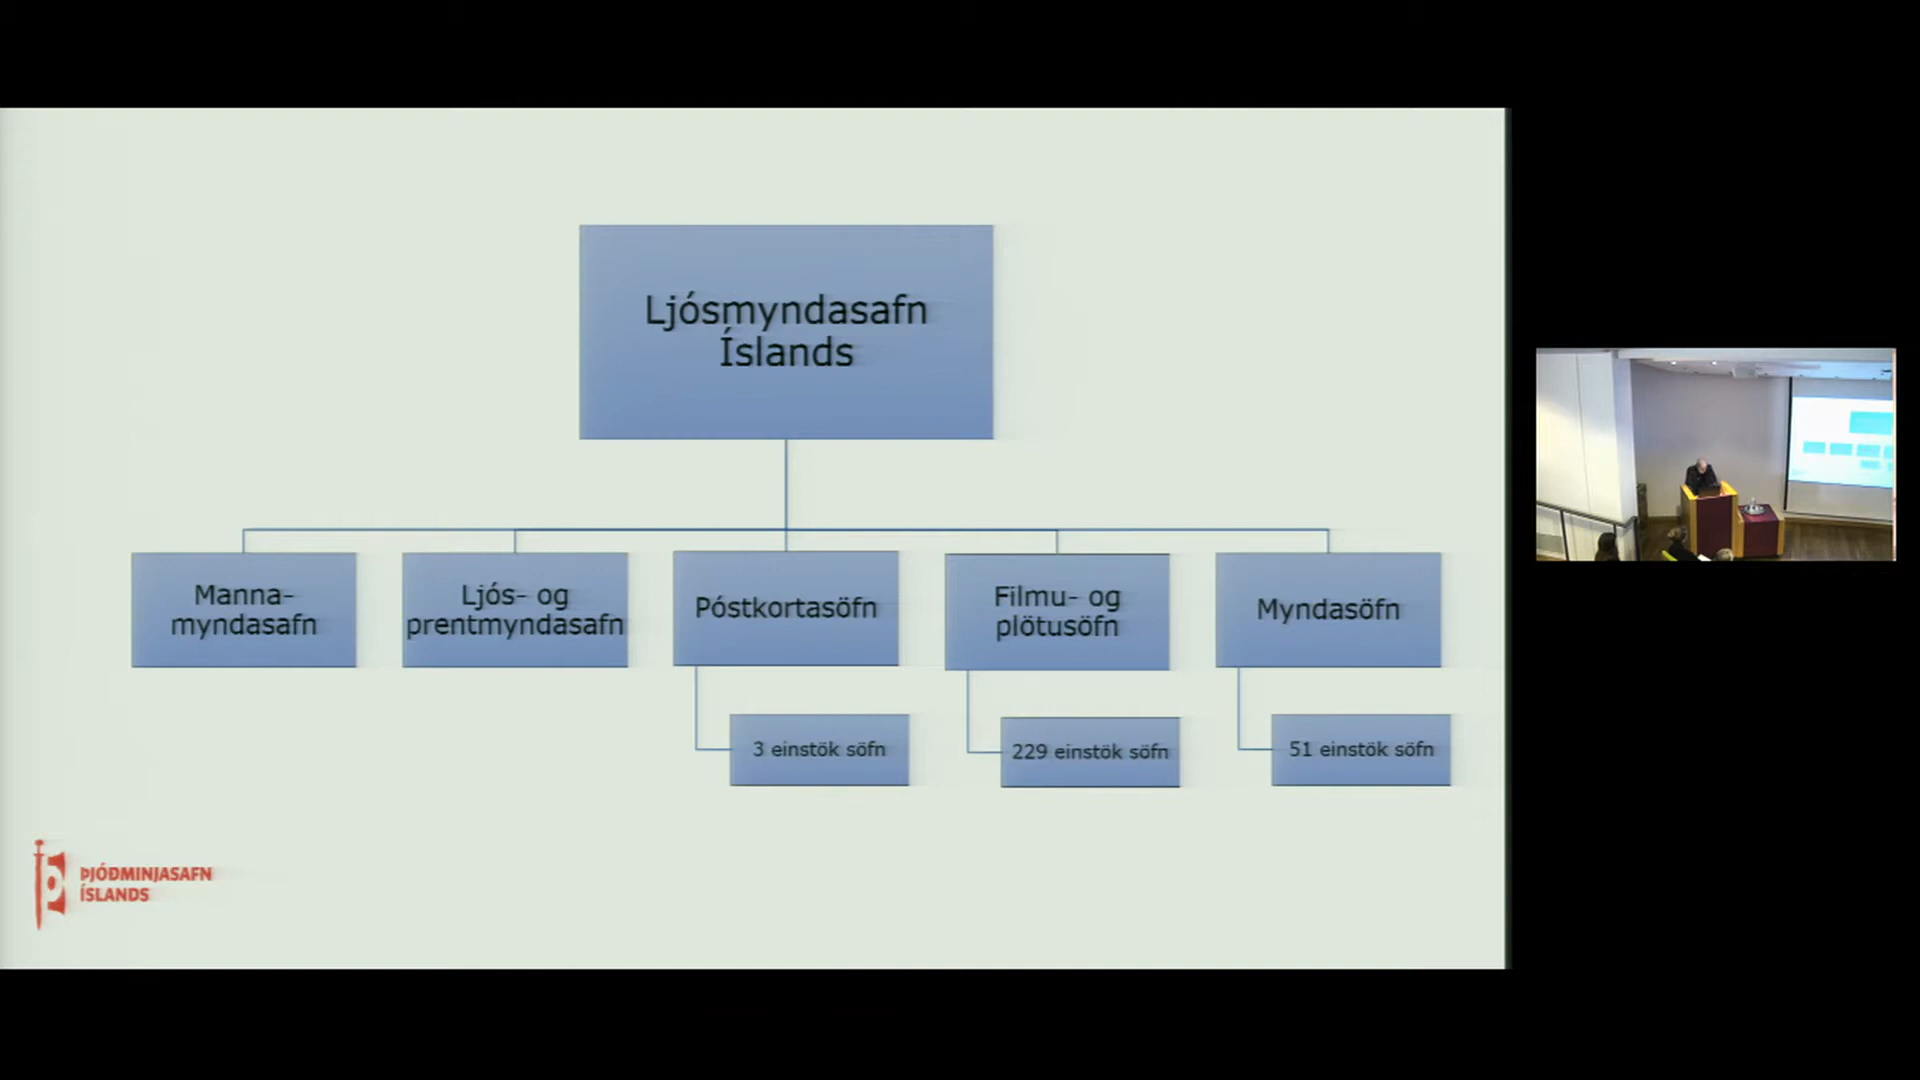 Ljósmyndasafn
Íslands
Manna-
myndasafn
Ljós- og
prentmyndasafn
Póstkortasöfn
Filmu- og
plötusöfn
Myndasöfn
3 einstök söfn
229 einstök söfn
51 einstök söfn
ÞJÓÐMINJASAFN
ÍSLANDS